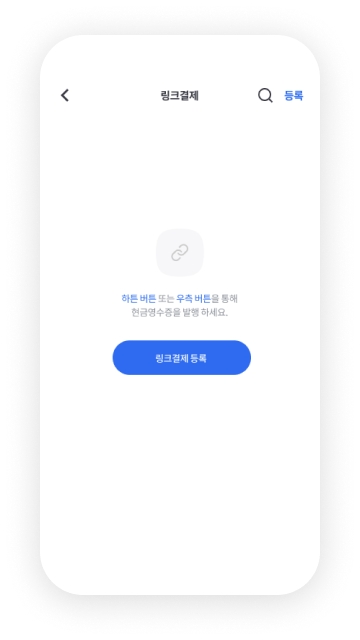 링크결제
등록
하튼 버튼 또는 우측 버튼을 통해
현금영수증을 발행 하세요.
링크결제 등록